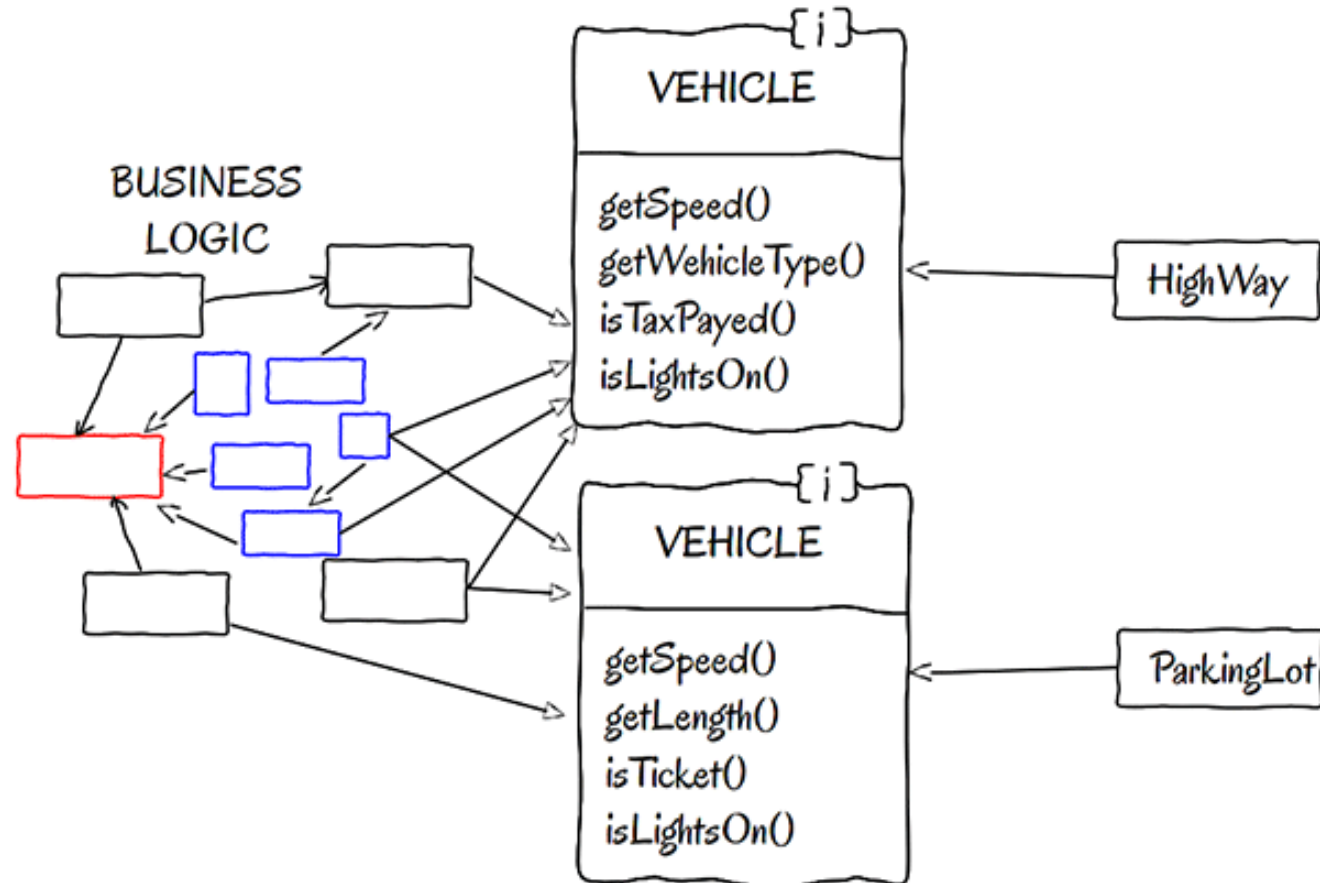 BUSINESS
LOGIC
[i]
VEHICLE
getSpeed()
getWehicleType()
isTaxPayed()
isLightsOn()
HighWay
[i]
VEHICLE
getSpeed()
getLength()
isTicket()
isLightsOn()
ParkingLot